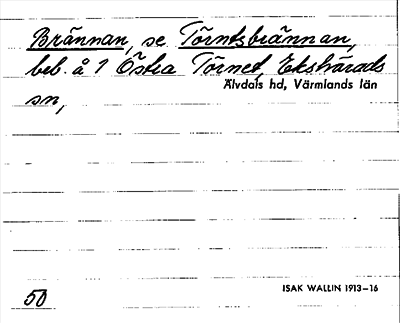 Brännan, se Törntsbrännan,
beb. å 1 Östra Törnet, Ekshärads
Älvdals hd, Värmlands län
sn,
ISAK WALLIN 1913-16
50